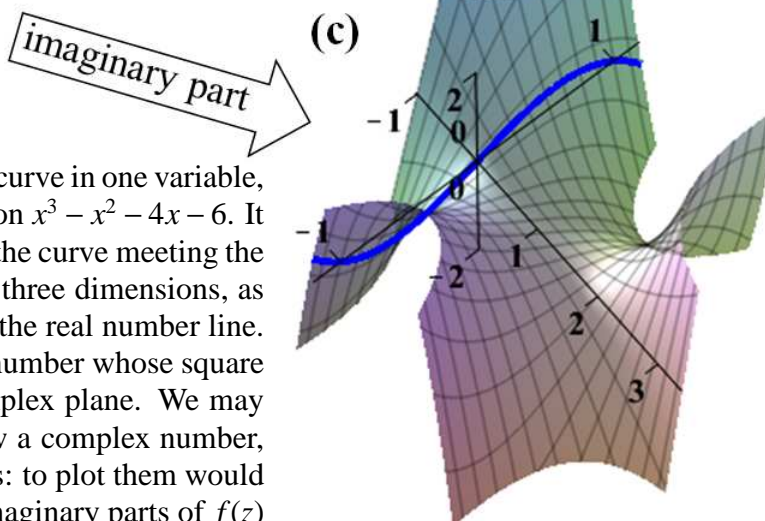 imaginary part
(c)
1
-1
2
0
0
-1
1
-2
2
3
curve in one variable,
on x³ − x² − 4x − 6. It
the curve meeting the
three dimensions, as
the real number line.
number whose square
plex plane. We may
a complex number,
s: to plot them would
aginary parts of f(z)